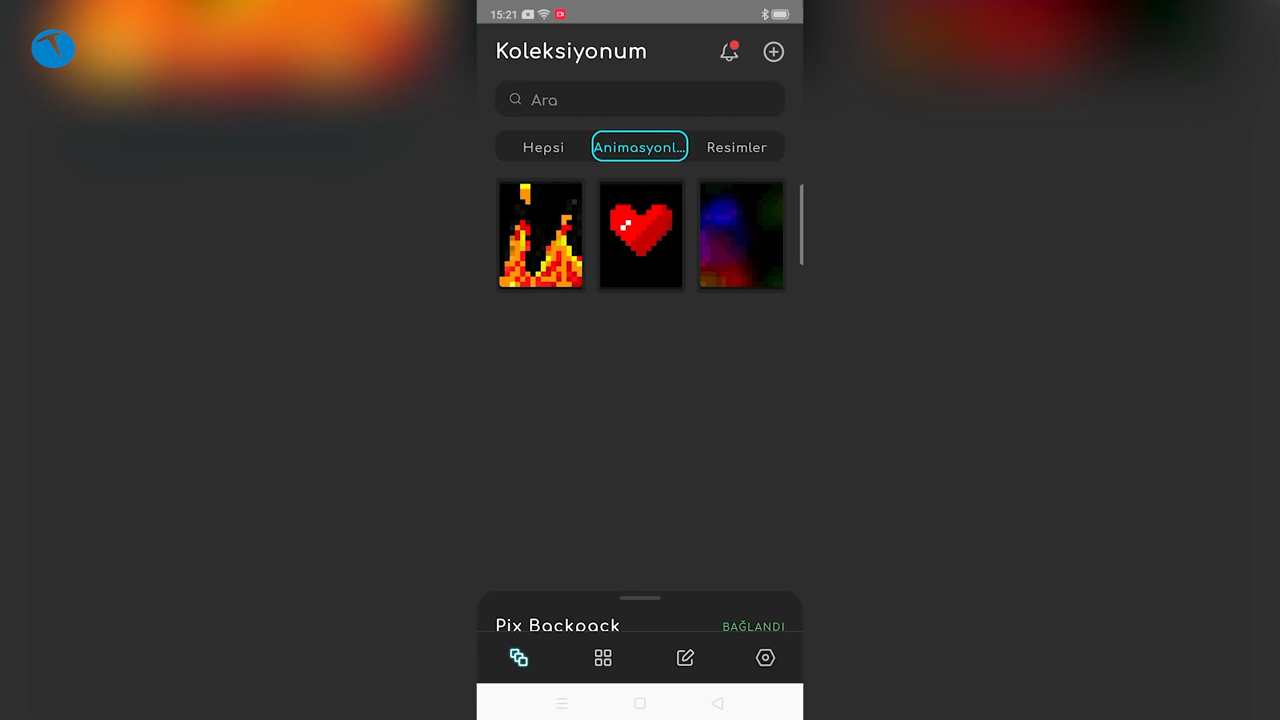 15:21
Koleksiyonum
Ara
Hepsi
Animasyonl...
Resimler
Pix Backpack
BAĞLANDI